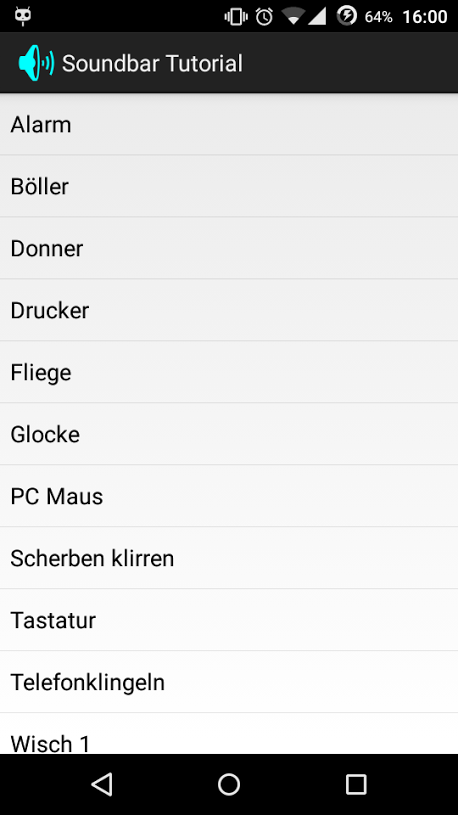 64% 16:00
Soundbar Tutorial
Alarm
Böller
Donner
Drucker
Fliege
Glocke
PC Maus
Scherben klirren
Tastatur
Telefonklingeln
Wisch 1